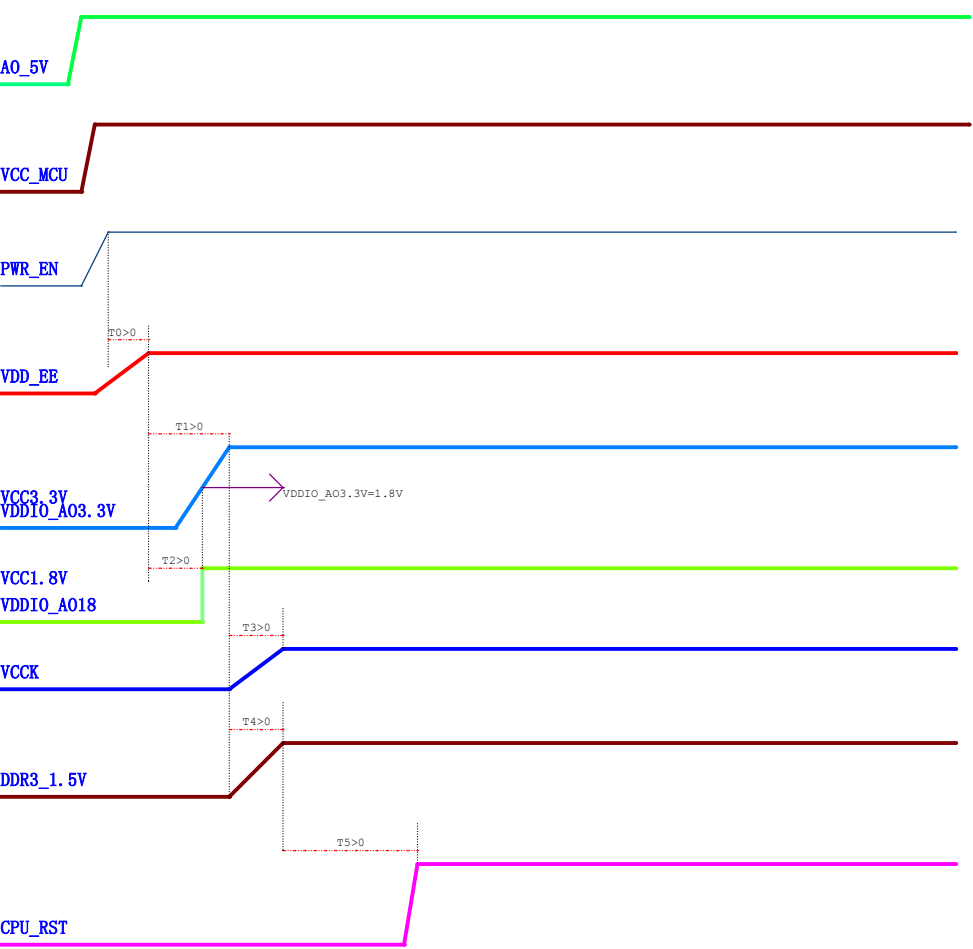 AO_5V
VCC_MCU
PWR_EN
T0>0
VDD_EE
T1>0
VCC3.3V
VDDIO_AO3.3V=1.8V
VDDIO_AO3.3V
T2>0
VCC1.8V
VDDIO_AO18
T3>0
VCCK
T4>0
DDR3_1.5V
T5>0
CPU_RST